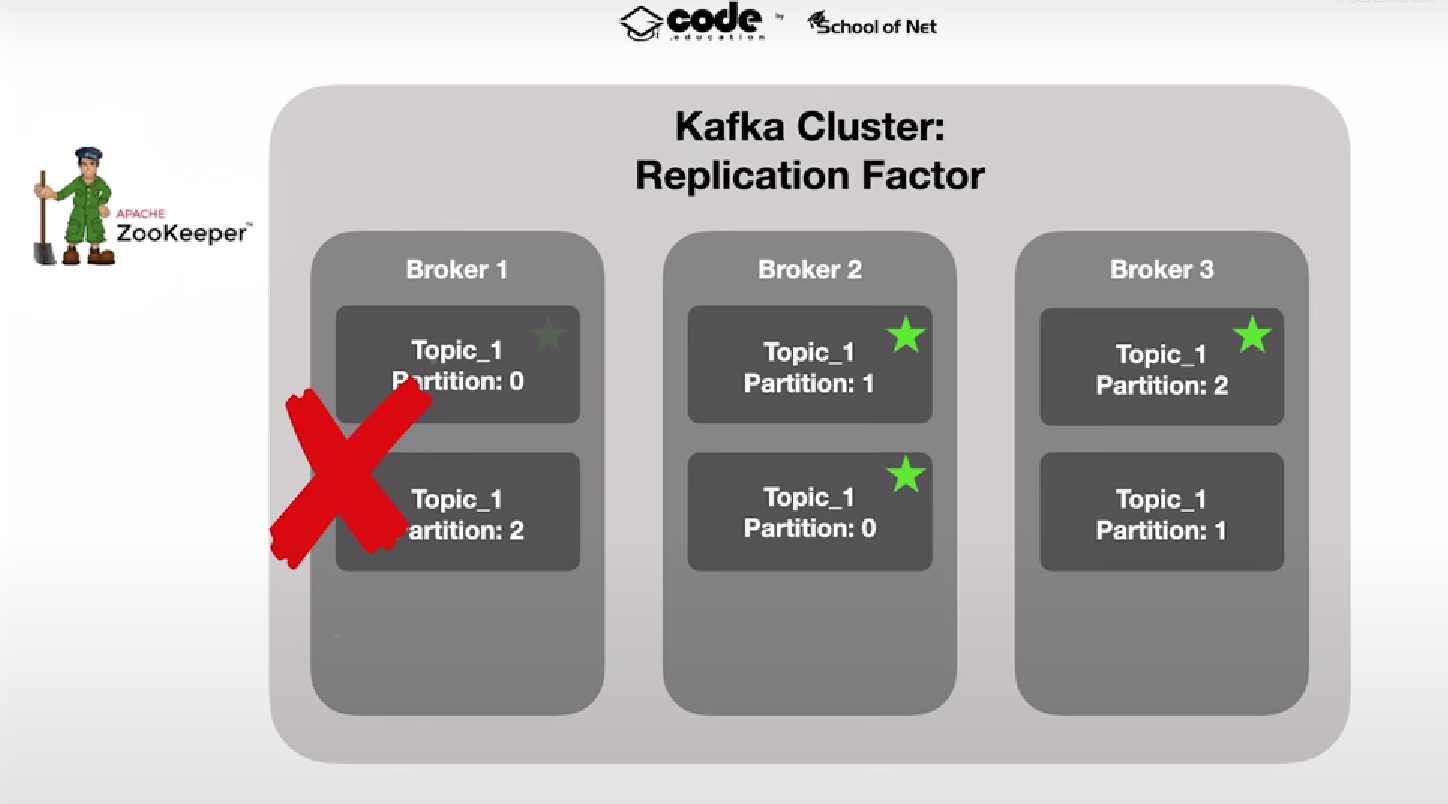 code
by
.education
School of Net
Kafka Cluster:
Replication Factor
APACHE
ZooKeeper™
Broker 1
Topic_1
Partition: 0
Topic_1
Partition: 2
Broker 2
Topic_1
Partition: 1
Topic_1
Partition: 0
Broker 3
Topic_1
Partition: 2
Topic_1
Partition: 1